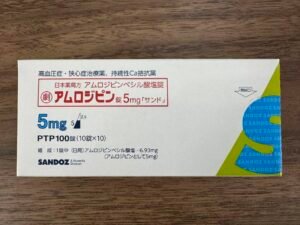 高血圧症・狭心症治療薬、持続性Ca拮抗薬
日本薬局方 アムロジピンベシル酸塩錠
劇 アムロジピン錠5mg「サンド」
5mg
PTP100錠(10錠×10)
組成:1錠中 (日局)アムロジピンベシル酸塩・6.93mg
(アムロジピンとして5mg)
SANDOZ